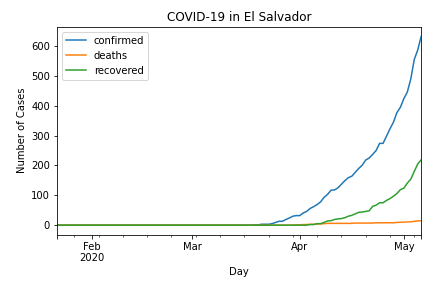 COVID-19 in El Salvador
confirmed
deaths
recovered
Number of Cases
600
500
400
300
200
100
0
Feb
2020
Mar
Apr
May
Day